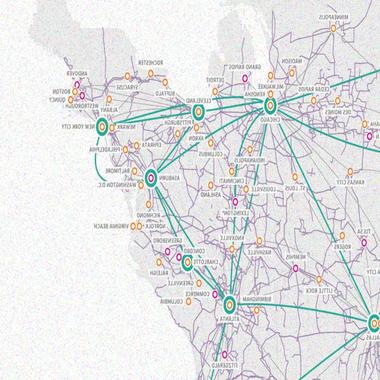 MINNEAPOLIS
MADISON
GRAND RAPIDS
ROCHESTER
ANDOVER
BOSTON
QUINCY
SYRACUSE
BUFFALO
DETROIT
MILWAUKEE
KENOSHA
CEDAR RAPIDS
DES MOINES
ALBANY
CLEVELAND
CHICAGO
NEW YORK CITY
NEWARK
PITTSBURGH
AKRON
OMAHA
PHILADELPHIA
EPHRATA
COLUMBUS
INDIANAPOLIS
BALTIMORE
WASHINGTON D.C.
ASHBURN
CINCINNATI
KANSAS CITY
ASHLAND
LOUISVILLE
ST. LOUIS
LEXINGTON
RICHMOND
VIRGINIA BEACH
NORFOLK
GREENSBORO
CONCORD
TULSA
ROGERS
RALEIGH
CHARLOTTE
KNOXVILLE
NASHVILLE
MEMPHIS
GREENVILLE
LITTLE ROCK
COLUMBIA
COMMERCE
BIRMINGHAM
ATLANTA
DALLAS
FITZGERALD